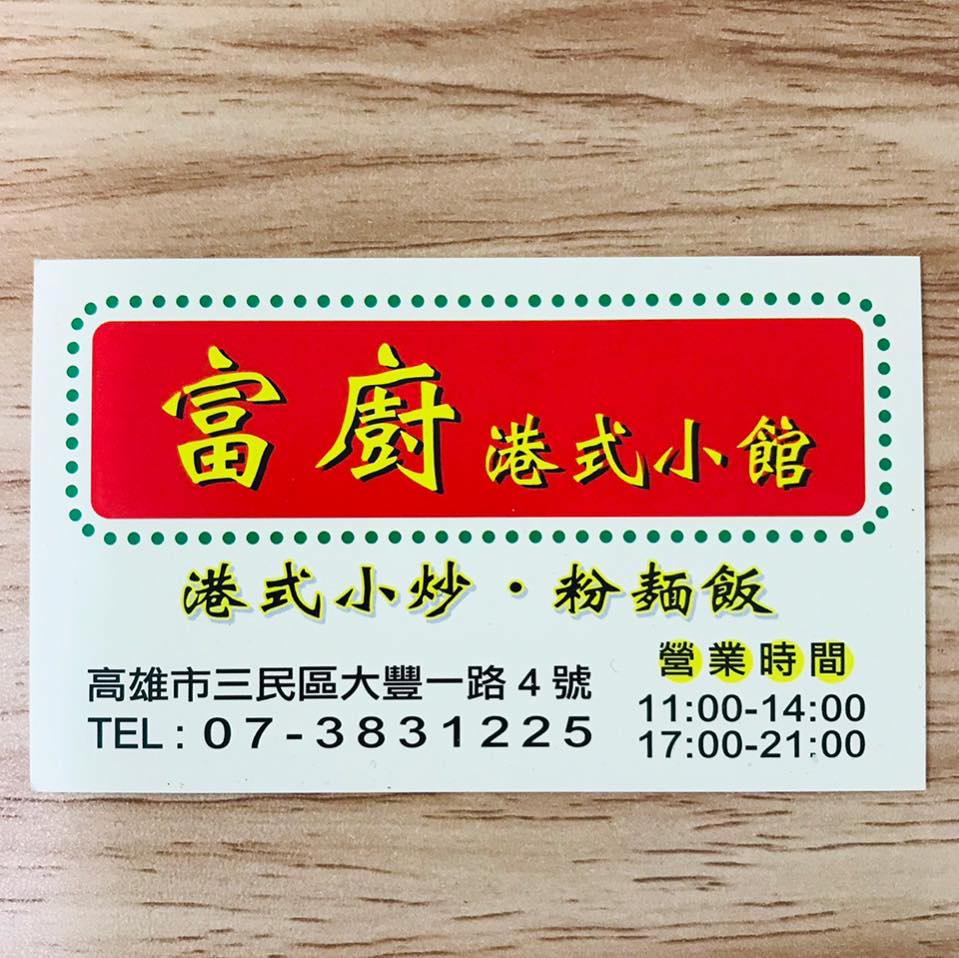 富廚港式小館
港式小炒・粉麵飯
高雄市三民區大豐一路4號
TEL:07-3831225
營業時間
11:00-14:00
17:00-21:00